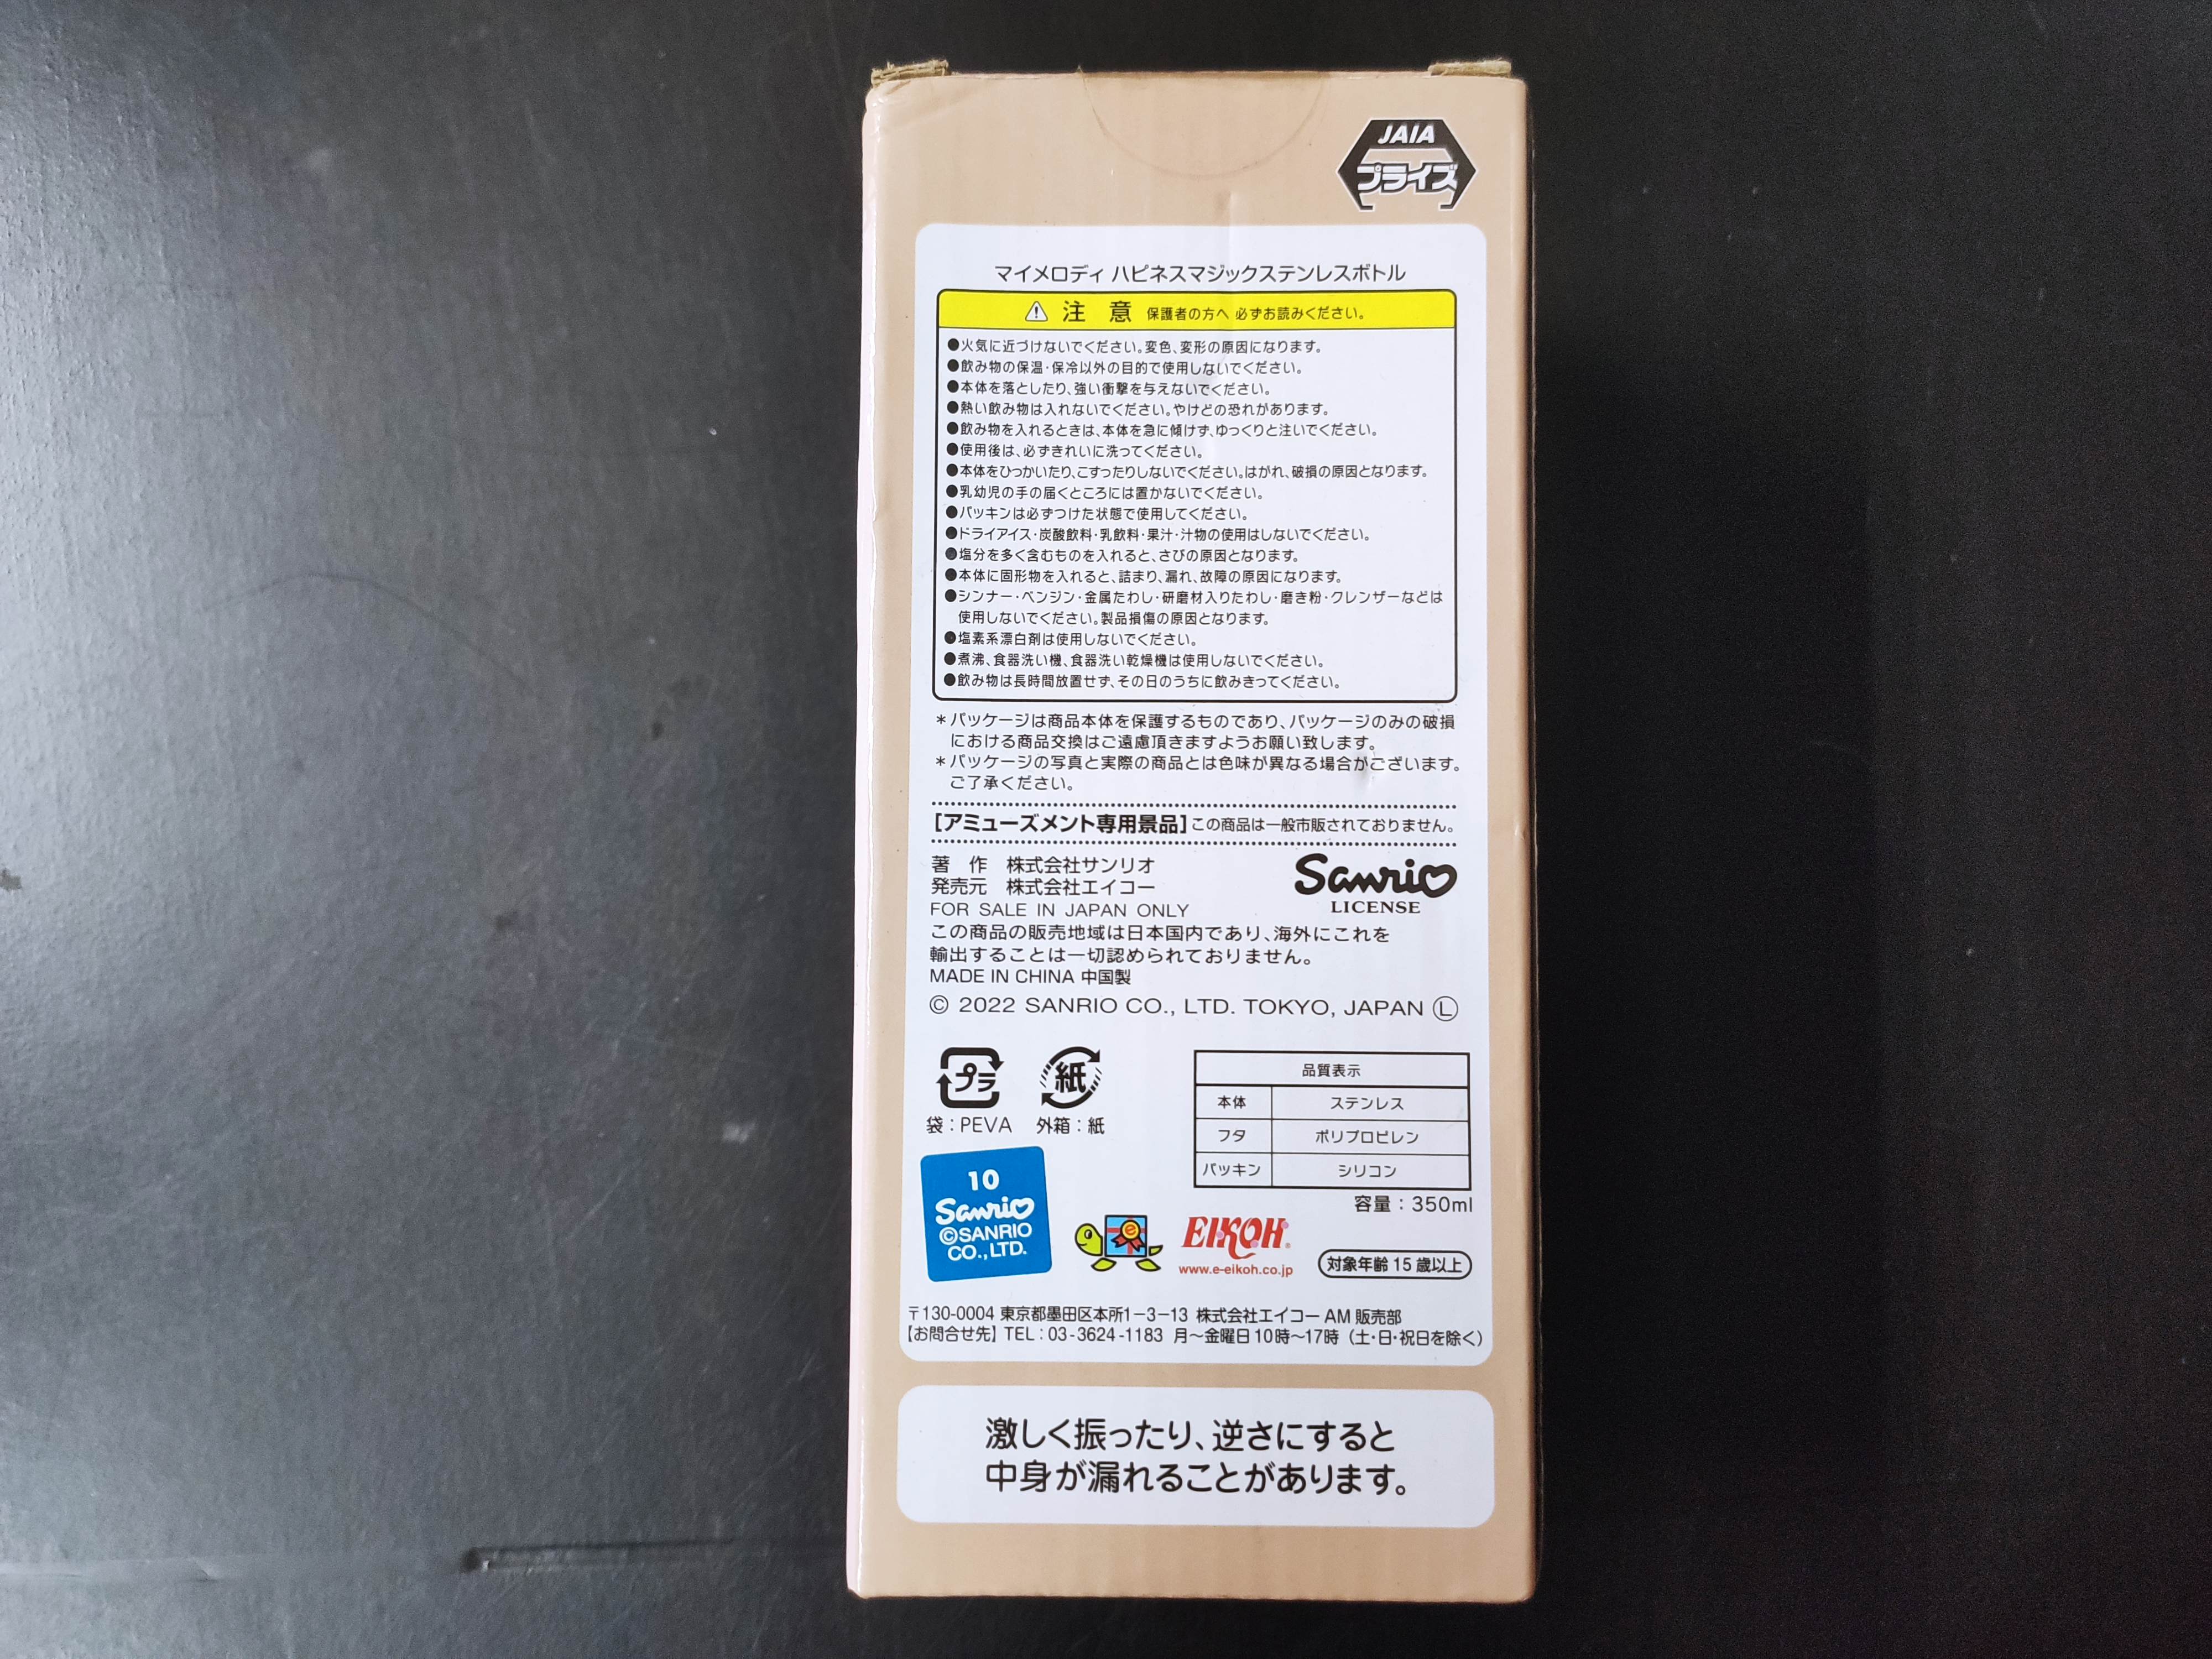 JAIA
プライズ
マイメロディ ハピネスマジックステンレスボトル
注 意 保護者の方へ 必ずお読みください。
●火気に近づけないでください。変色、変形の原因になります。
●飲み物の保温・保冷以外の目的で使用しないでください。
●本体を落としたり、強い衝撃を与えないでください。
●熱い飲み物は入れないでください。やけどの恐れがあります。
●飲み物を入れるときは、本体を急に傾けず、ゆっくりと注いでください。
●使用後は、必ずきれいに洗ってください。
●本体をひっかいたり、こすったりしないでください。はがれ、破損の原因となります。
●乳幼児の手の届くところには置かないでください。
●パッキンは必ずつけた状態で使用してください。
●ドライアイス・炭酸飲料・乳飲料・果汁・汁物の使用はしないでください。
●塩分を多く含むものを入れると、さびの原因となります。
●本体に固形物を入れると、詰まり、漏れ、故障の原因になります。
●シンナー・ベンジン・金属たわし・研磨材入りたわし・磨き粉・クレンザーなどは
使用しないでください。製品損傷の原因となります。
●塩素系漂白剤は使用しないでください。
●煮沸、食器洗い機、食器洗い乾燥機は使用しないでください。
●飲み物は長時間放置せず、その日のうちに飲みきってください。
＊パッケージは商品本体を保護するものであり、パッケージのみの破損
における商品交換はご遠慮頂きますようお願い致します。
＊パッケージの写真と実際の商品とは色味が異なる場合がございます。
ご了承ください。
[アミューズメント専用景品]この商品は一般市販されておりません。
著 作 株式会社サンリオ
発売元 株式会社エイコー
Sanrio
LICENSE
FOR SALE IN JAPAN ONLY
この商品の販売地域は日本国内であり、海外にこれを
輸出することは一切認められておりません。
MADE IN CHINA 中国製
© 2022 SANRIO CO., LTD. TOKYO, JAPAN Ⓛ
プラ
紙
袋：PEVA 外箱：紙
品質表示
本体 ステンレス
フタ ポリプロピレン
パッキン シリコン
容量：350ml
10
Sanrio
©SANRIO
CO.,LTD.
e
EIKOH®
www.e-eikoh.co.jp
対象年齢 15 歳以上
〒130-0004 東京都墨田区本所1−3−13 株式会社エイコー AM 販売部
【お問合せ先】TEL：03-3624-1183 月〜金曜日10時〜17時（土・日・祝日を除く）
激しく振ったり、逆さにすると
中身が漏れることがあります。